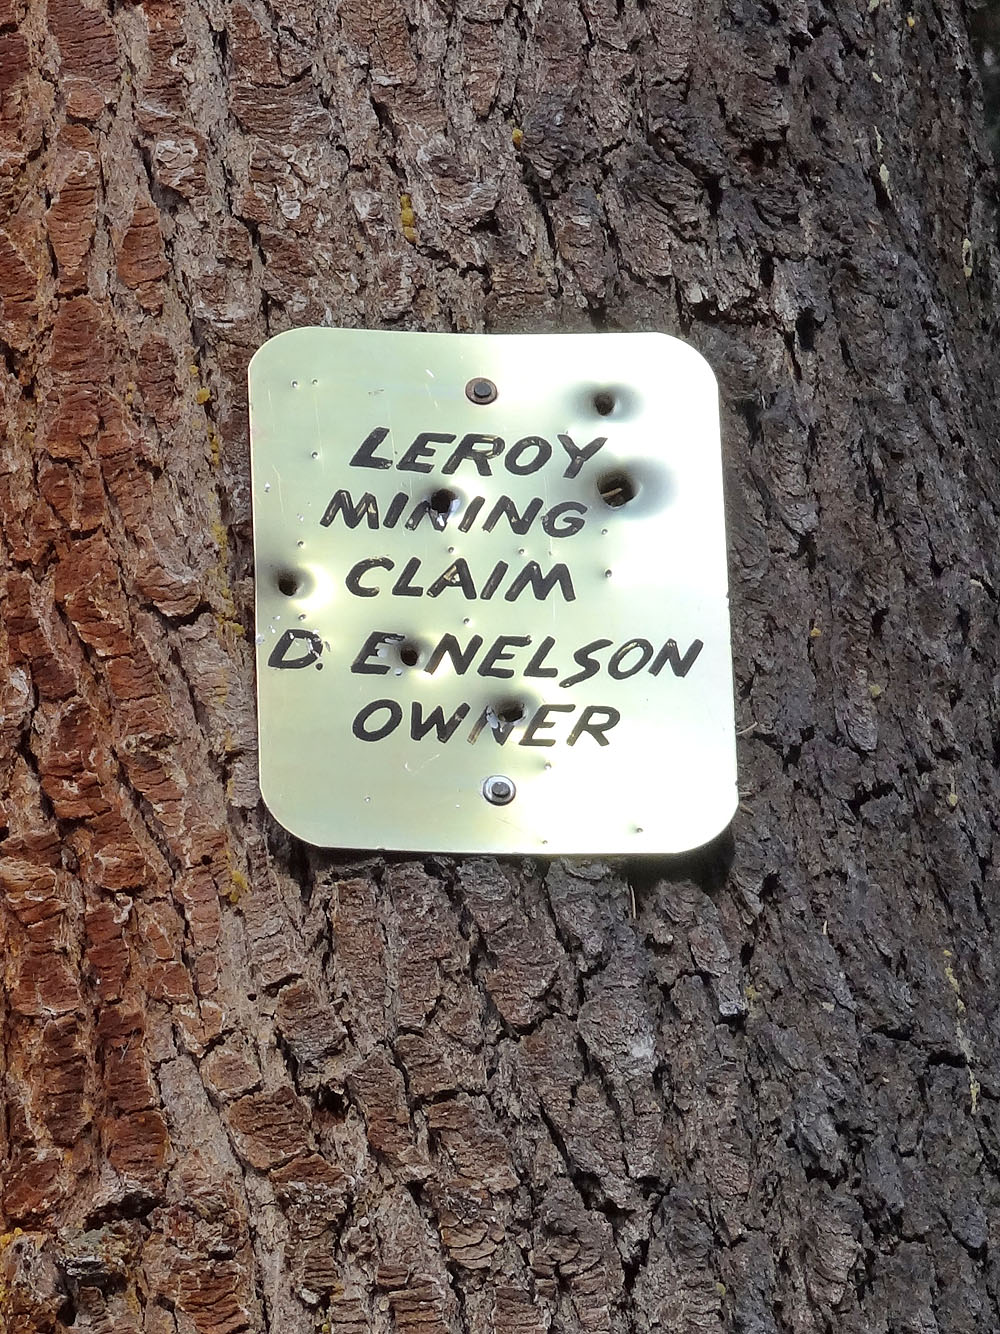 LEROY
MINING
CLAIM
D. E NELSON
OWNER